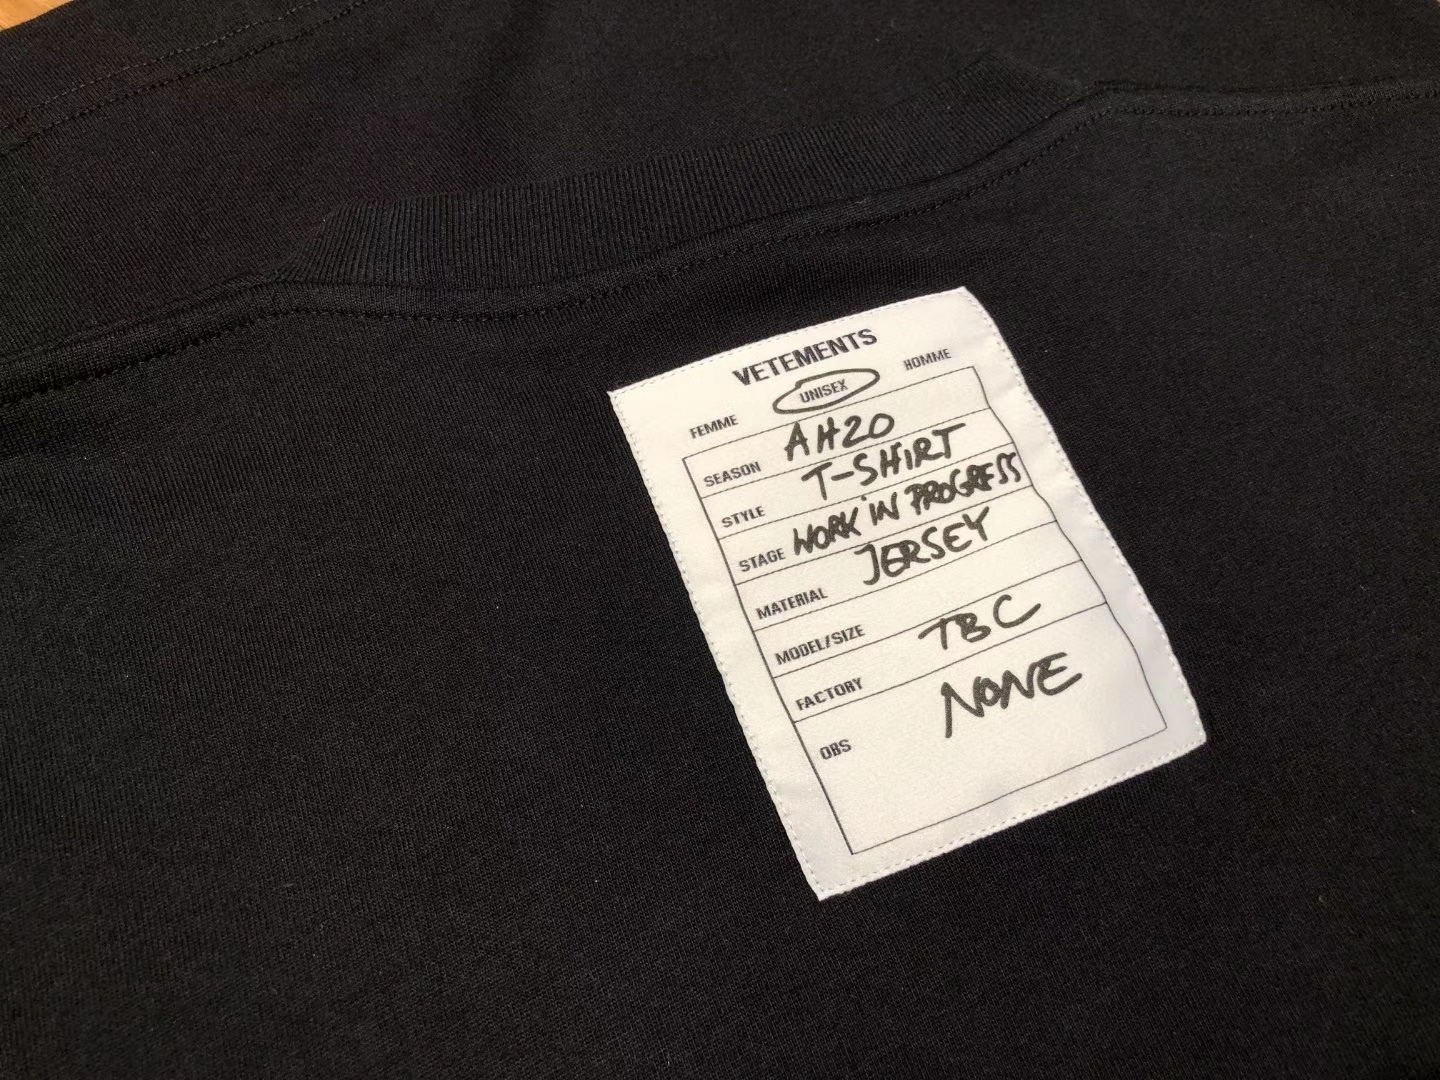 VETEMENTS
FEMME UNISEX HOMME
SEASON AH20
STYLE T-SHIRT
STAGE WORK IN PROGRESS
MATERIAL JERSEY
MODEL/SIZE
FACTORY TBC
OBS NONE